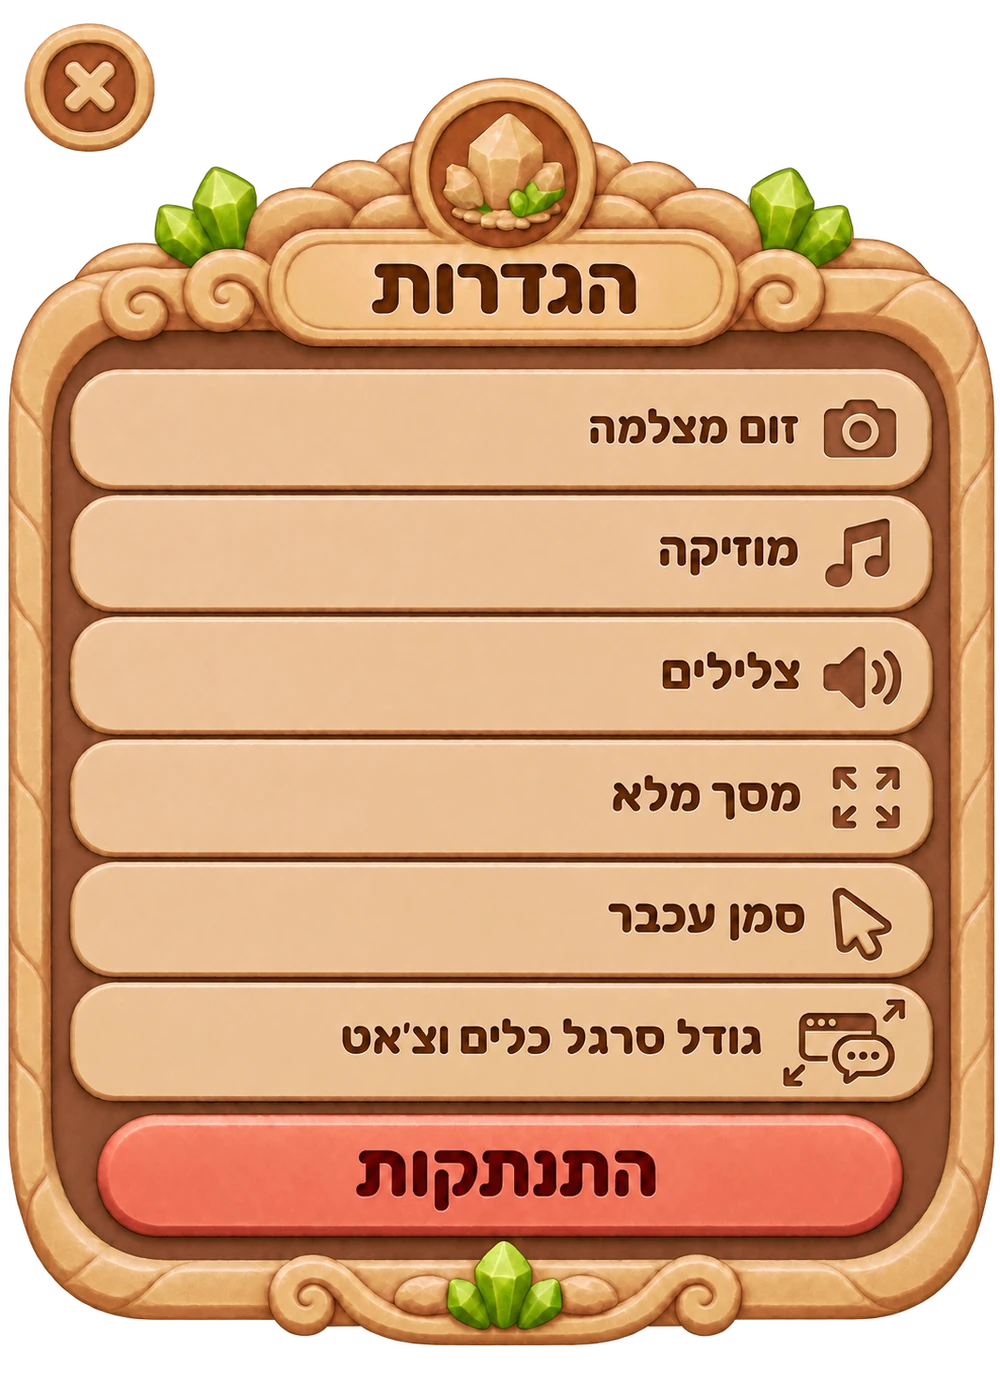 הגדרות
זום מצלמה
מוזיקה
צלילים
מסך מלא
סמן עכבר
גודל סרגל כלים וצ'אט
התנתקות